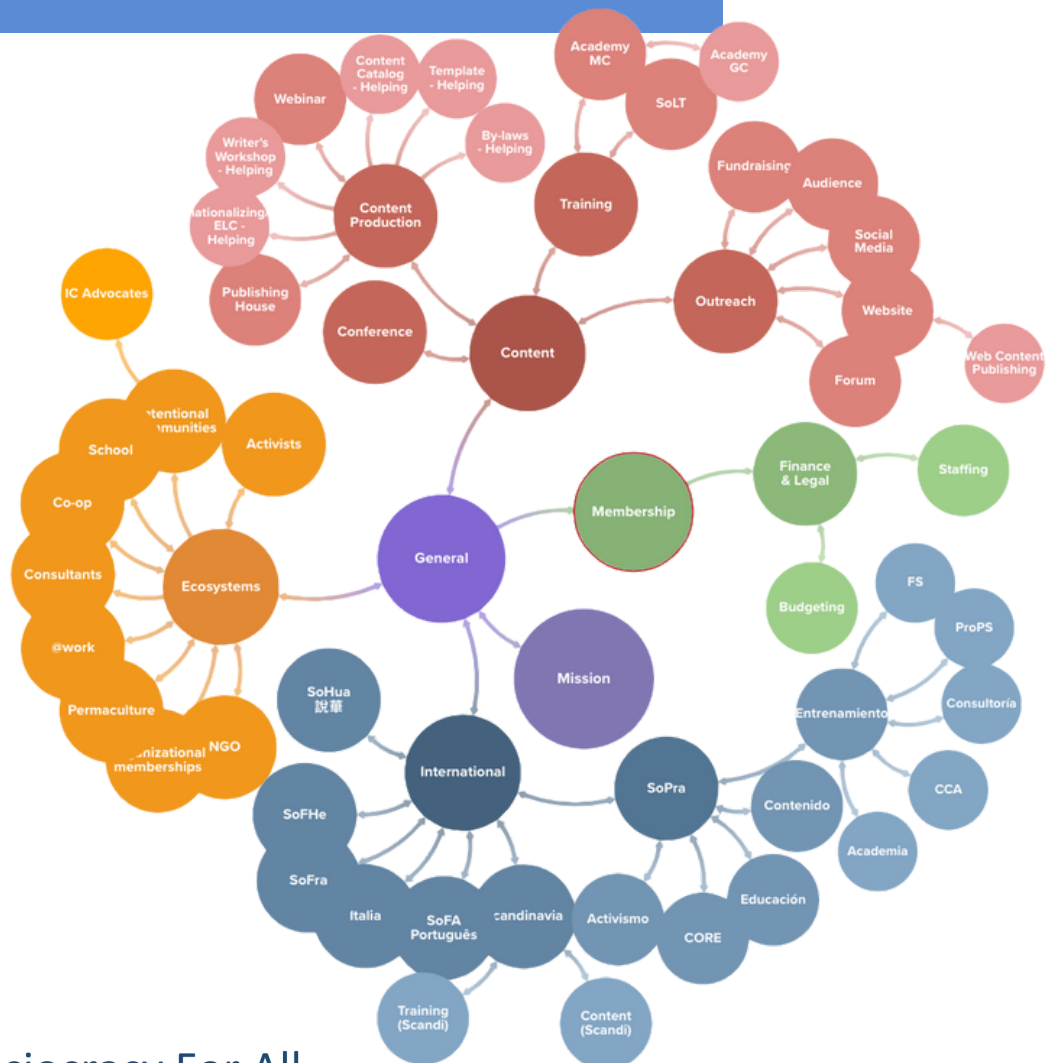 Academy
MC
Academy
GC
SoLT
Training
Content
Catalog
- Helping
Template
- Helping
Webinar
By-laws
- Helping
Writer's
Workshop
- Helping
Content
Production
ELC -
Helping
Publishing
House
Conference
Content
Fundraising
Audience
Social
Media
Outreach
Website
Forum
Web Content
Publishing
IC Advocates
School
Activists
Co-op
Consultants
Ecosystems
@work
Permaculture
memberships
NGO
General
Membership
Finance
& Legal
Staffing
Budgeting
Mission
SoHua
說華
International
SoFHe
SoFra
Italia
SoFA
Português
Training
(Scandi)
Content
(Scandi)
SoPra
Activismo
CORE
Educación
Contenido
Entrenamiento
FS
ProPS
Consultoría
CCA
Academia
For All